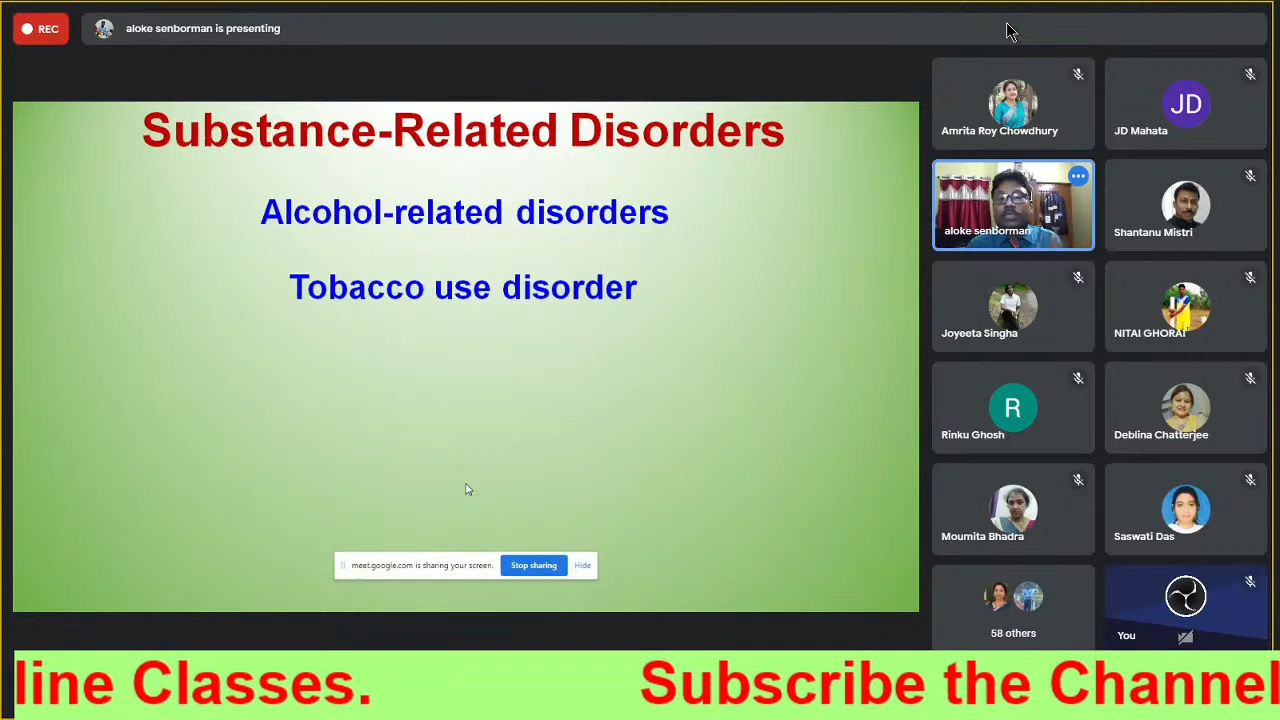 REC
aloke senborman is presenting
Substance-Related Disorders
Alcohol-related disorders
Tobacco use disorder
meet.google.com is sharing your screen.
Stop sharing
Hide
Amrita Roy Chowdhury
JD
JD Mahata
aloke senborman
Shantanu Mistri
Joyeeta Singha
NITAI GHORAI
R
Rinku Ghosh
Deblina Chatterjee
Moumita Bhadra
Saswati Das
58 others
You
line Classes.
Subscribe the Channel